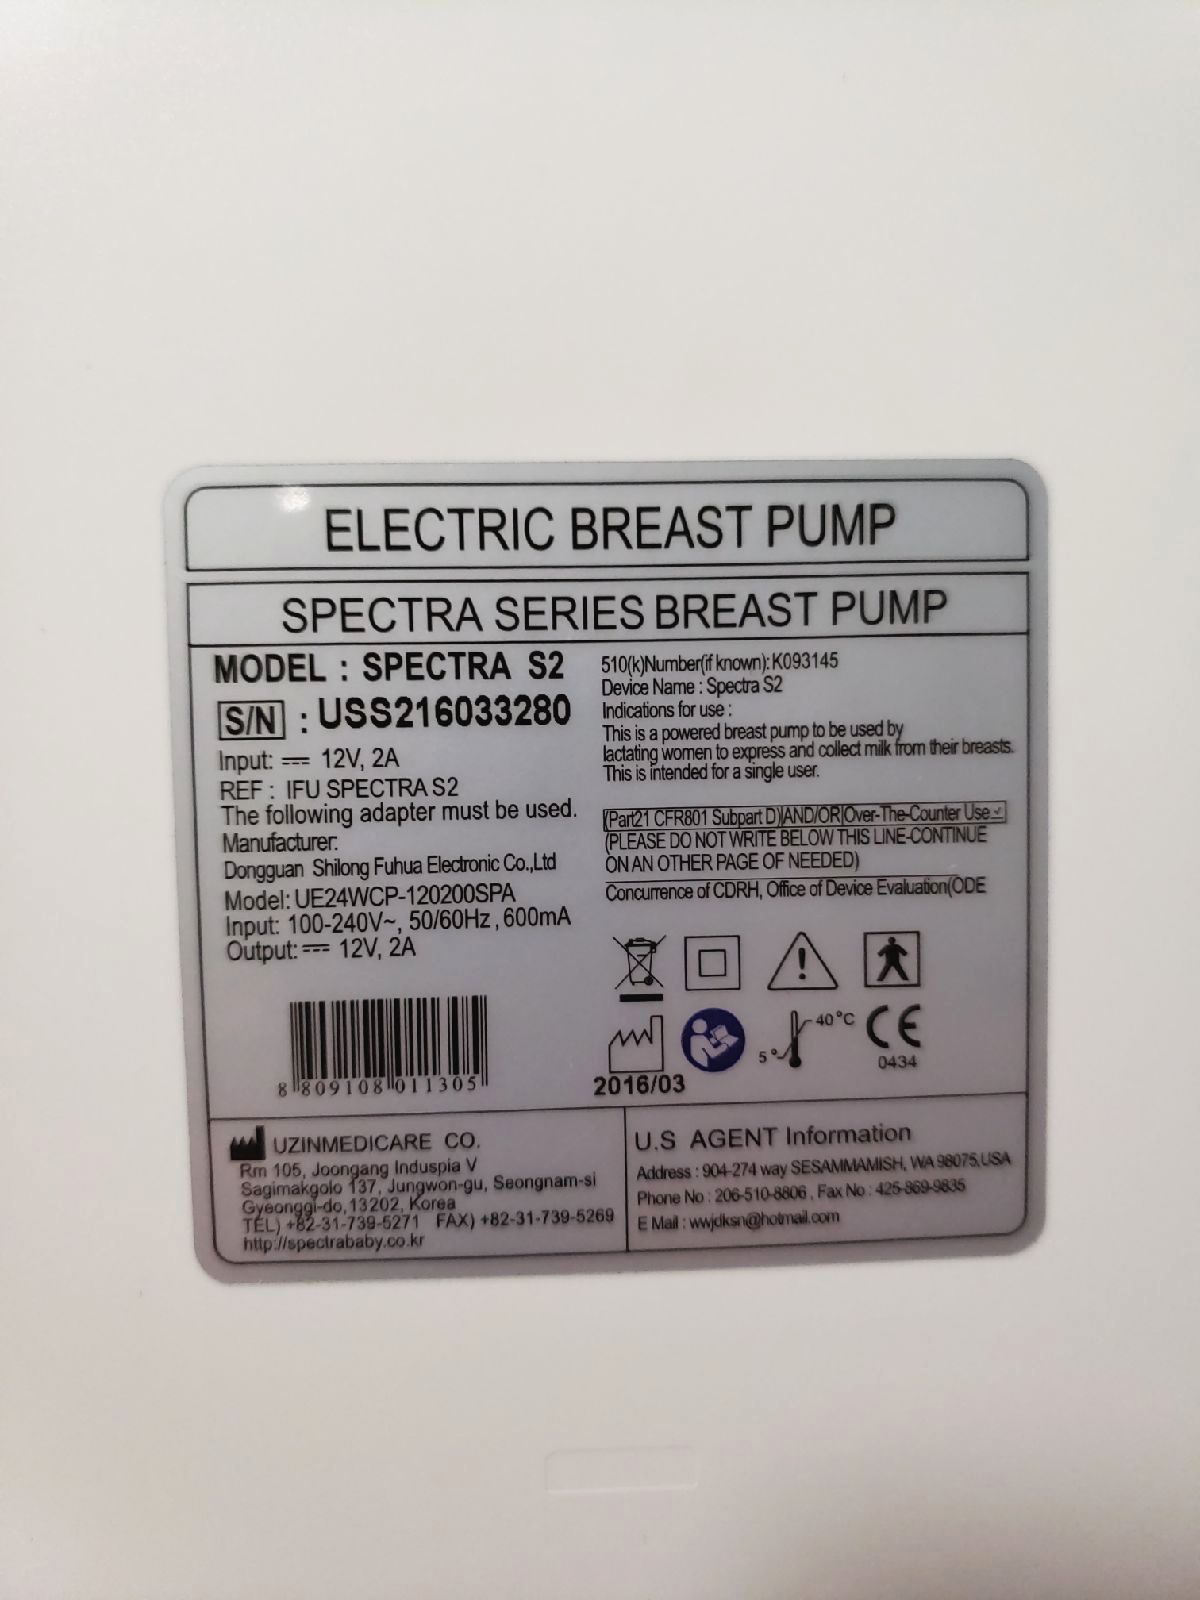 ELECTRIC BREAST PUMP
SPECTRA SERIES BREAST PUMP
MODEL : SPECTRA S2
S/N : USS216033280
Input: ⎓ 12V, 2A
REF : IFU SPECTRA S2
The following adapter must be used.
Manufacturer:
Dongguan Shilong Fuhua Electronic Co.,Ltd
Model: UE24WCP-120200SPA
Input: 100-240V~, 50/60Hz, 600mA
Output: ⎓ 12V, 2A
8 809108 011305
510(k)Number(if known): K093145
Device Name : Spectra S2
Indications for use :
This is a powered breast pump to be used by
lactating women to express and collect milk from their breasts.
This is intended for a single user.
(Part21 CFR801 Subpart D)AND/OR Over-The-Counter Use ✓
(PLEASE DO NOT WRITE BELOW THIS LINE-CONTINUE
ON AN OTHER PAGE OF NEEDED)
Concurrence of CDRH, Office of Device Evaluation(ODE
40°C
5°
CE
0434
2016/03
UZINMEDICARE CO.
Rm 105, Joongang Induspia V
Sagimakgolo 137, Jungwon-gu, Seongnam-si
Gyeonggi-do,13202, Korea
TEL) +82-31-739-5271 FAX) +82-31-739-5269
http://spectrababy.co.kr
U.S AGENT Information
Address : 904-274 way SESAMMAMISH, WA 98075,USA
Phone No : 206-510-8806 , Fax No : 425-869-9835
E Mail : wwjdksn@hotmail.com